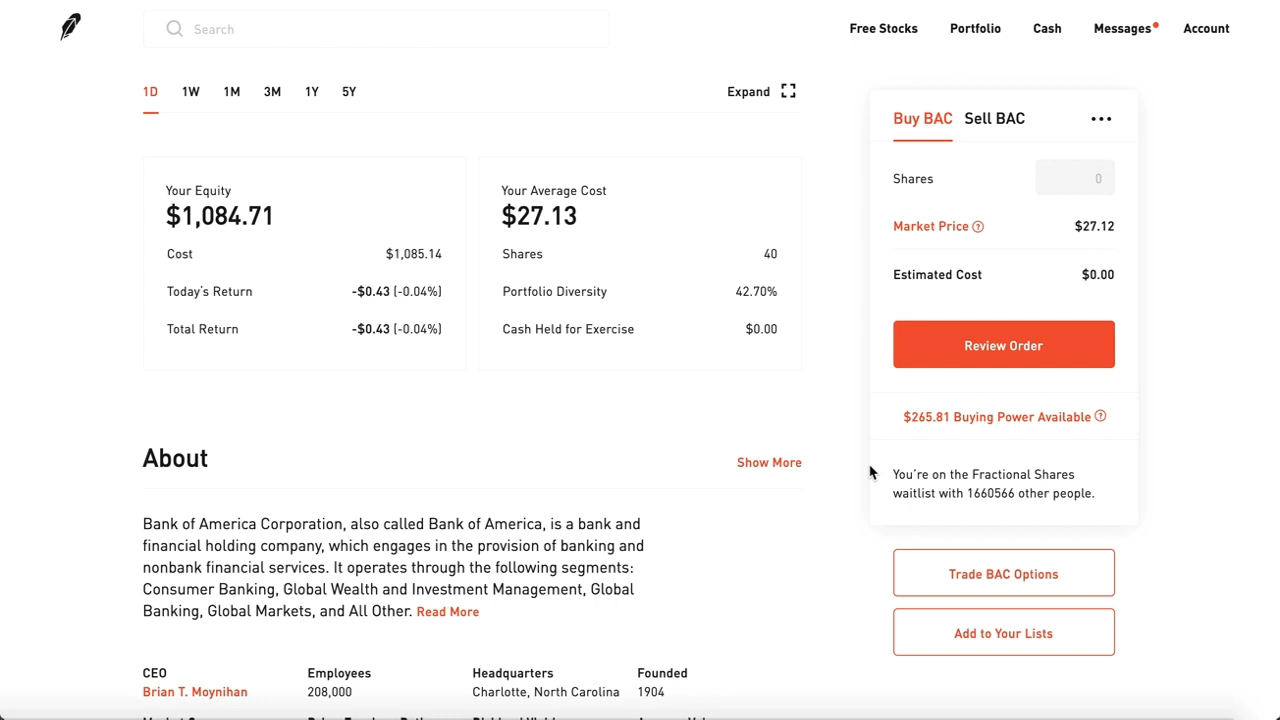 Search
Free Stocks Portfolio Cash Messages Account
1D 1W 1M 3M 1Y 5Y
Expand
Your Equity
$1,084.71
Cost $1,085.14
Today's Return -$0.43 (-0.04%)
Total Return -$0.43 (-0.04%)
Your Average Cost
$27.13
Shares 40
Portfolio Diversity 42.70%
Cash Held for Exercise $0.00
Buy BAC Sell BAC
Shares 0
Market Price $27.12
Estimated Cost $0.00
Review Order
$265.81 Buying Power Available
You're on the Fractional Shares
waitlist with 1660566 other people.
Trade BAC Options
Add to Your Lists
About
Show More
Bank of America Corporation, also called Bank of America, is a bank and
financial holding company, which engages in the provision of banking and
nonbank financial services. It operates through the following segments:
Consumer Banking, Global Wealth and Investment Management, Global
Banking, Global Markets, and All Other. Read More
CEO Employees Headquarters Founded
Brian T. Moynihan 208,000 Charlotte, North Carolina 1904